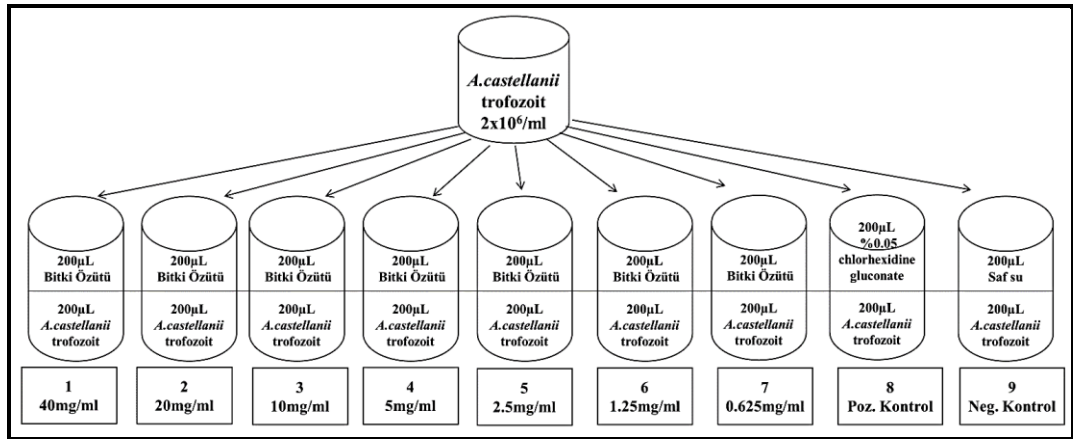 A.castellanii
trofozoit
2x10⁶/ml
200µL
Bitki Özütü
200µL
A.castellanii
trofozoit
1
40mg/ml
200µL
Bitki Özütü
200µL
A.castellanii
trofozoit
2
20mg/ml
200µL
Bitki Özütü
200µL
A.castellanii
trofozoit
3
10mg/ml
200µL
Bitki Özütü
200µL
A.castellanii
trofozoit
4
5mg/ml
200µL
Bitki Özütü
200µL
A.castellanii
trofozoit
5
2.5mg/ml
200µL
Bitki Özütü
200µL
A.castellanii
trofozoit
6
1.25mg/ml
200µL
Bitki Özütü
200µL
A.castellanii
trofozoit
7
0.625mg/ml
200µL
%0.05
chlorhexidine
gluconate
200µL
A.castellanii
trofozoit
8
Poz. Kontrol
200µL
Saf su
200µL
A.castellanii
trofozoit
9
Neg. Kontrol